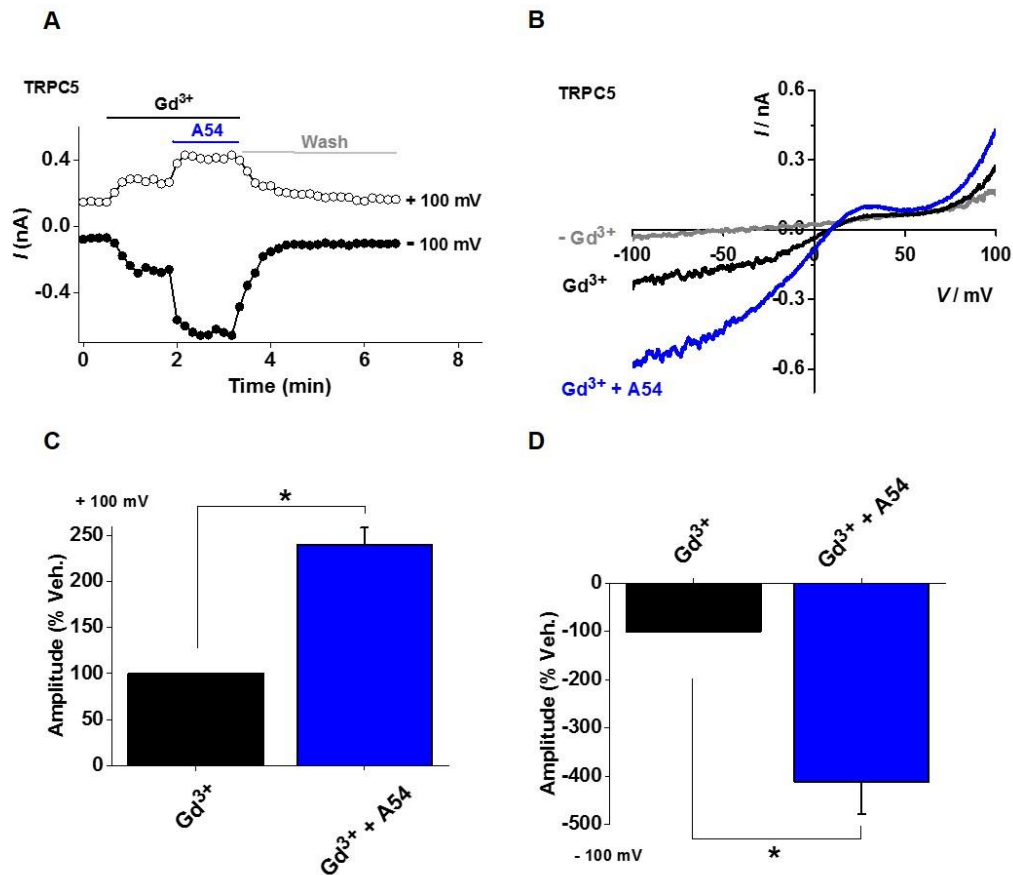 A
TRPC5
Gd³⁺
A54
Wash
0.4
0.0
-0.4
I (nA)
+ 100 mV
- 100 mV
0 2 4 6 8
Time (min)
B
TRPC5
I / nA
0.6
0.3
0.0
-0.3
-0.6
-100 -50 0 50 100
V / mV
- Gd³⁺
Gd³⁺
Gd³⁺ + A54
C
+ 100 mV
*
250
200
150
100
50
0
Amplitude (% Veh.)
Gd³⁺
Gd³⁺ + A54
D
Gd³⁺
Gd³⁺ + A54
0
-100
-200
-300
-400
-500
Amplitude (% Veh.)
- 100 mV
*